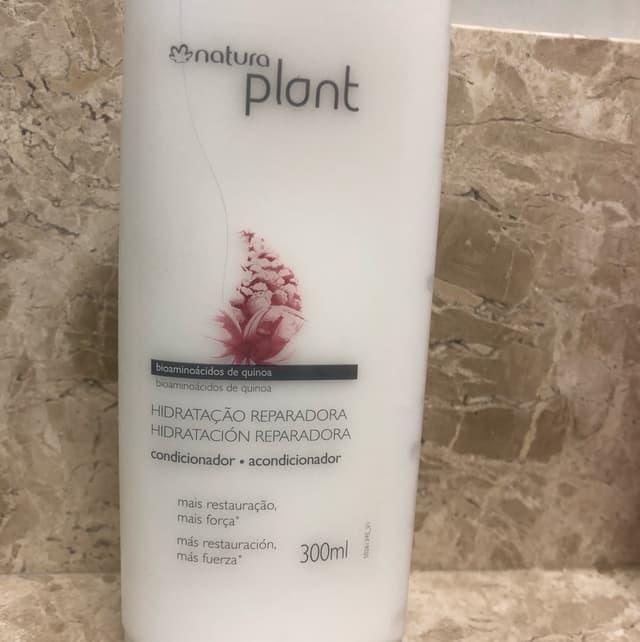 natura
plant
bioaminoácidos de quinoa
bioaminoácidos de quinoa
HIDRATAÇÃO REPARADORA
HIDRATACIÓN REPARADORA
condicionador • acondicionador
mais restauração,
mais força*
más restauración,
más fuerza*
300ml